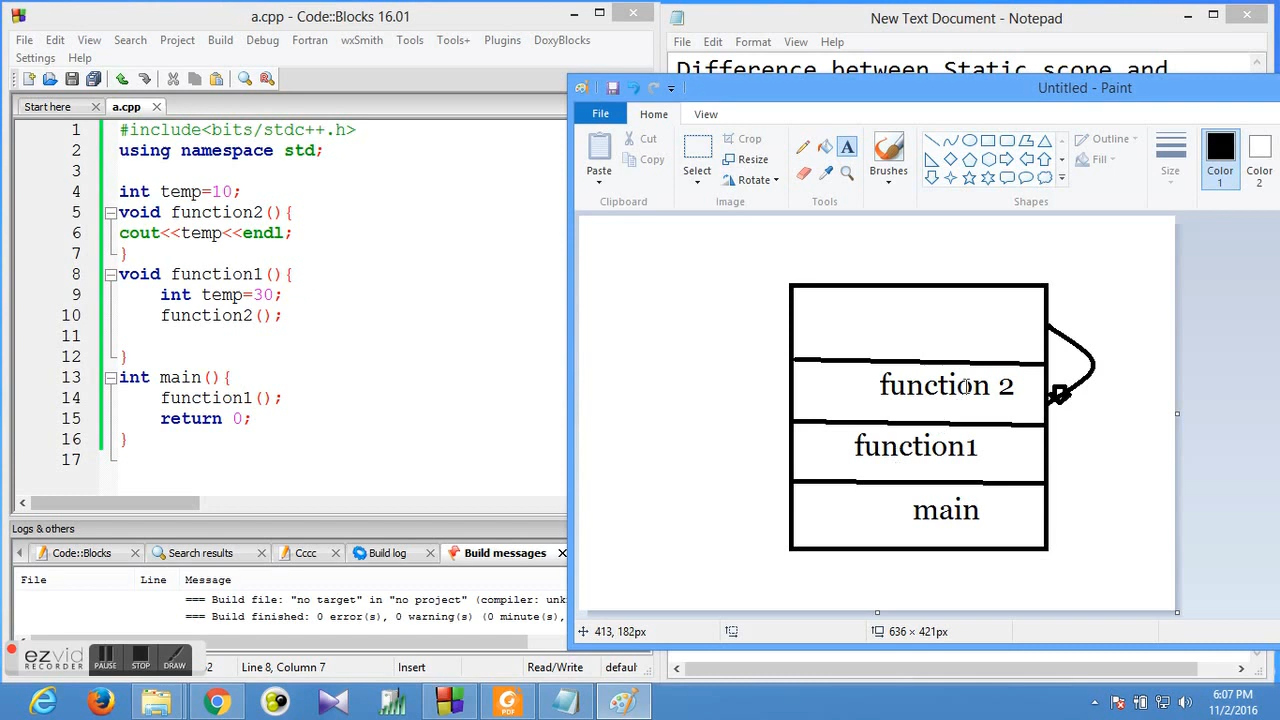 a.cpp - Code::Blocks 16.01
File Edit View Search Project Build Debug Fortran wxSmith Tools Tools+ Plugins DoxyBlocks
Settings Help
Start here a.cpp
1 #include<bits/stdc++.h>
2 using namespace std;
3
4 int temp=10;
5 void function2(){
6 cout<<temp<<endl;
7 }
8 void function1(){
9 int temp=30;
10 function2();
11
12 }
13 int main(){
14 function1();
15 return 0;
16 }
17
Logs & others
Code::Blocks Search results Cccc Build log Build messages
File Line Message
=== Build file: "no target" in "no project" (compiler: unk
=== Build finished: 0 error(s), 0 warning(s) (0 minute(s),
ezvid
RECORDER
PAUSE STOP DRAW
Line 8, Column 7 Insert Read/Write defaul
New Text Document - Notepad
File Edit Format View Help
Difference between Static scope and
Untitled - Paint
File Home View
Paste Cut Copy
Select Crop Resize Rotate
Brushes
Outline Fill
Size Color 1 Color 2
Clipboard Image Tools Shapes
function 2
function1
main
413, 182px 636 × 421px
PDF
6:07 PM
11/2/2016